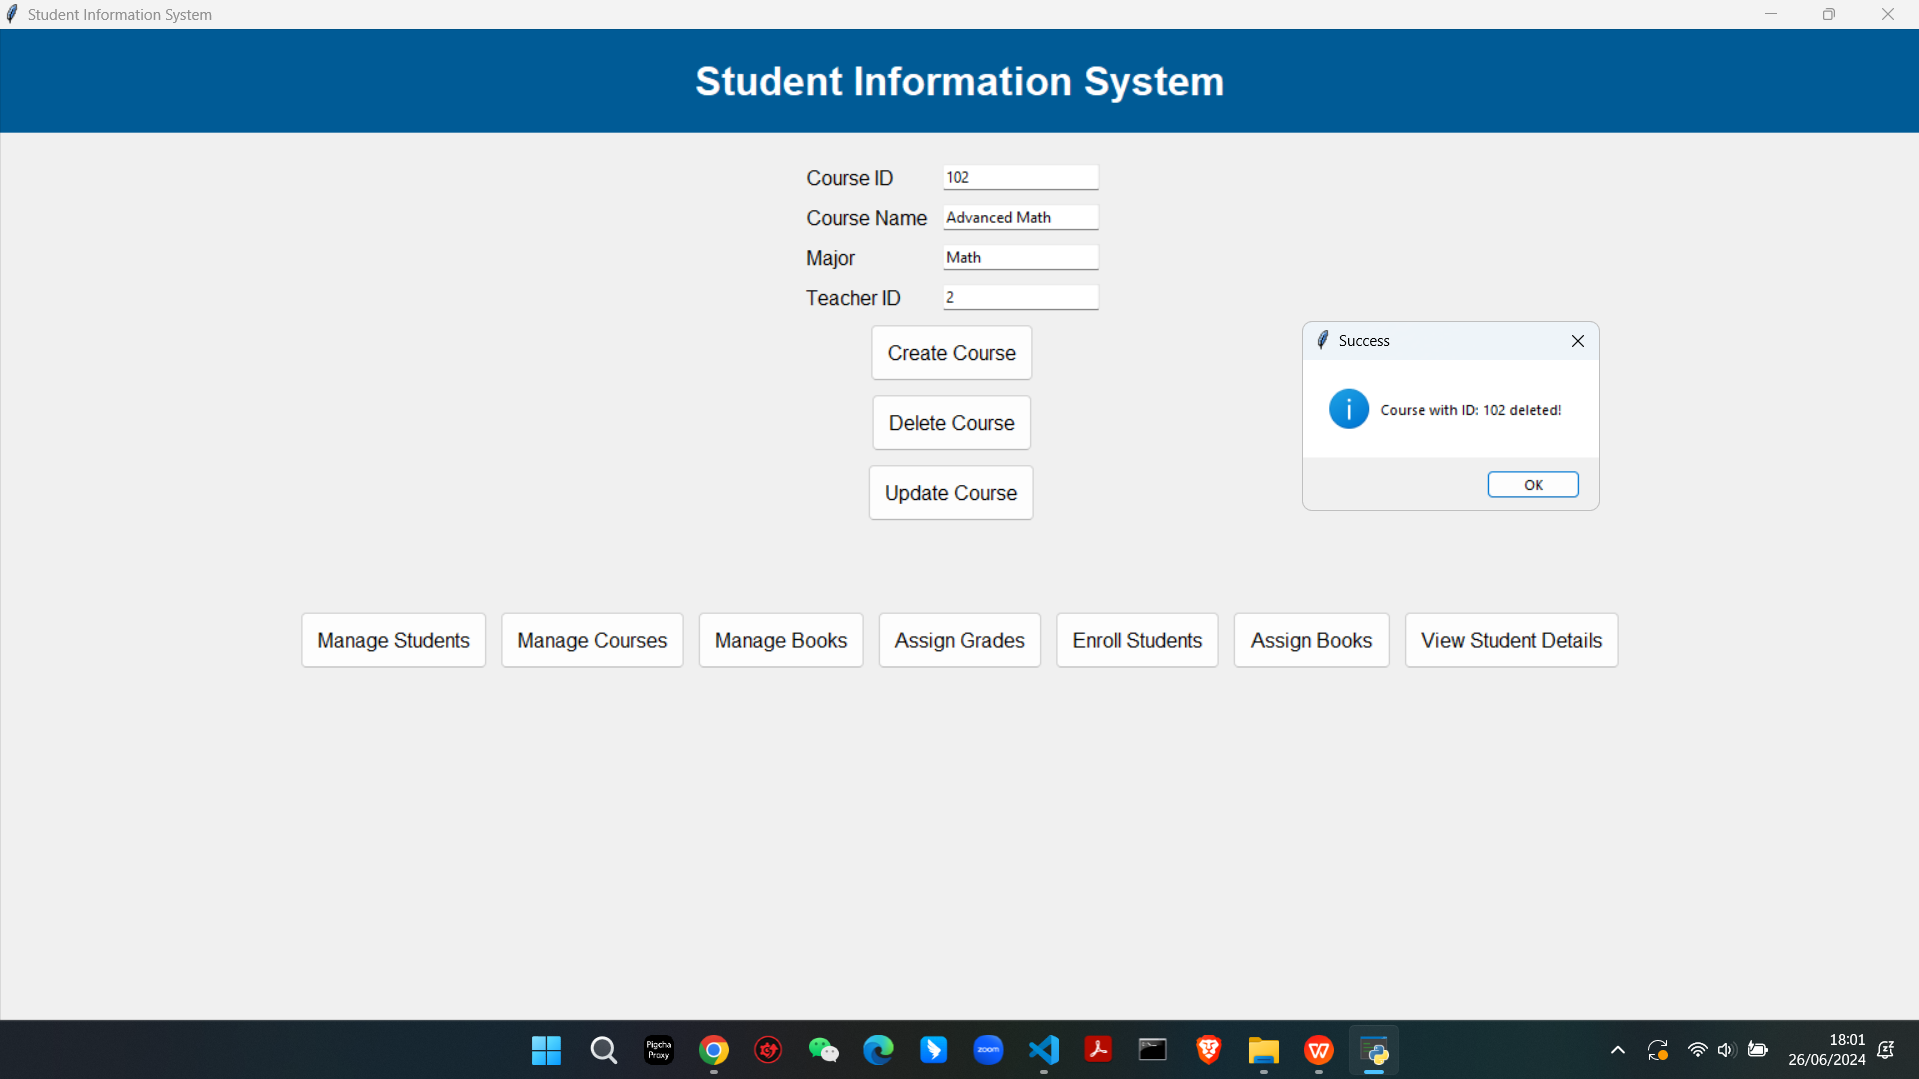 Student Information System
Student Information System
Course ID 102
Course Name Advanced Math
Major Math
Teacher ID 2
Create Course
Delete Course
Update Course
Success
Course with ID: 102 deleted!
OK
Manage Students Manage Courses Manage Books Assign Grades Enroll Students Assign Books View Student Details
Pigcha
Proxy
zoom
18:01
26/06/2024